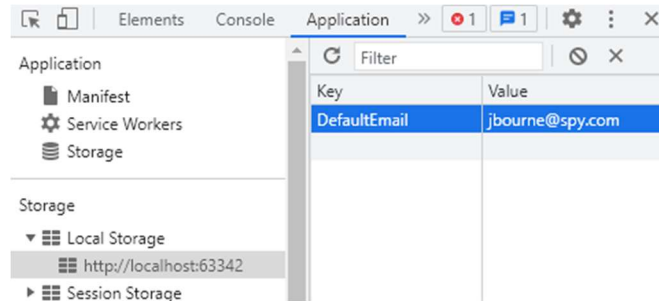 Elements Console Application » 1 1
Application
Manifest
Service Workers
Storage
Storage
Local Storage
http://localhost:63342
Session Storage
Filter
Key Value
DefaultEmail jbourne@spy.com